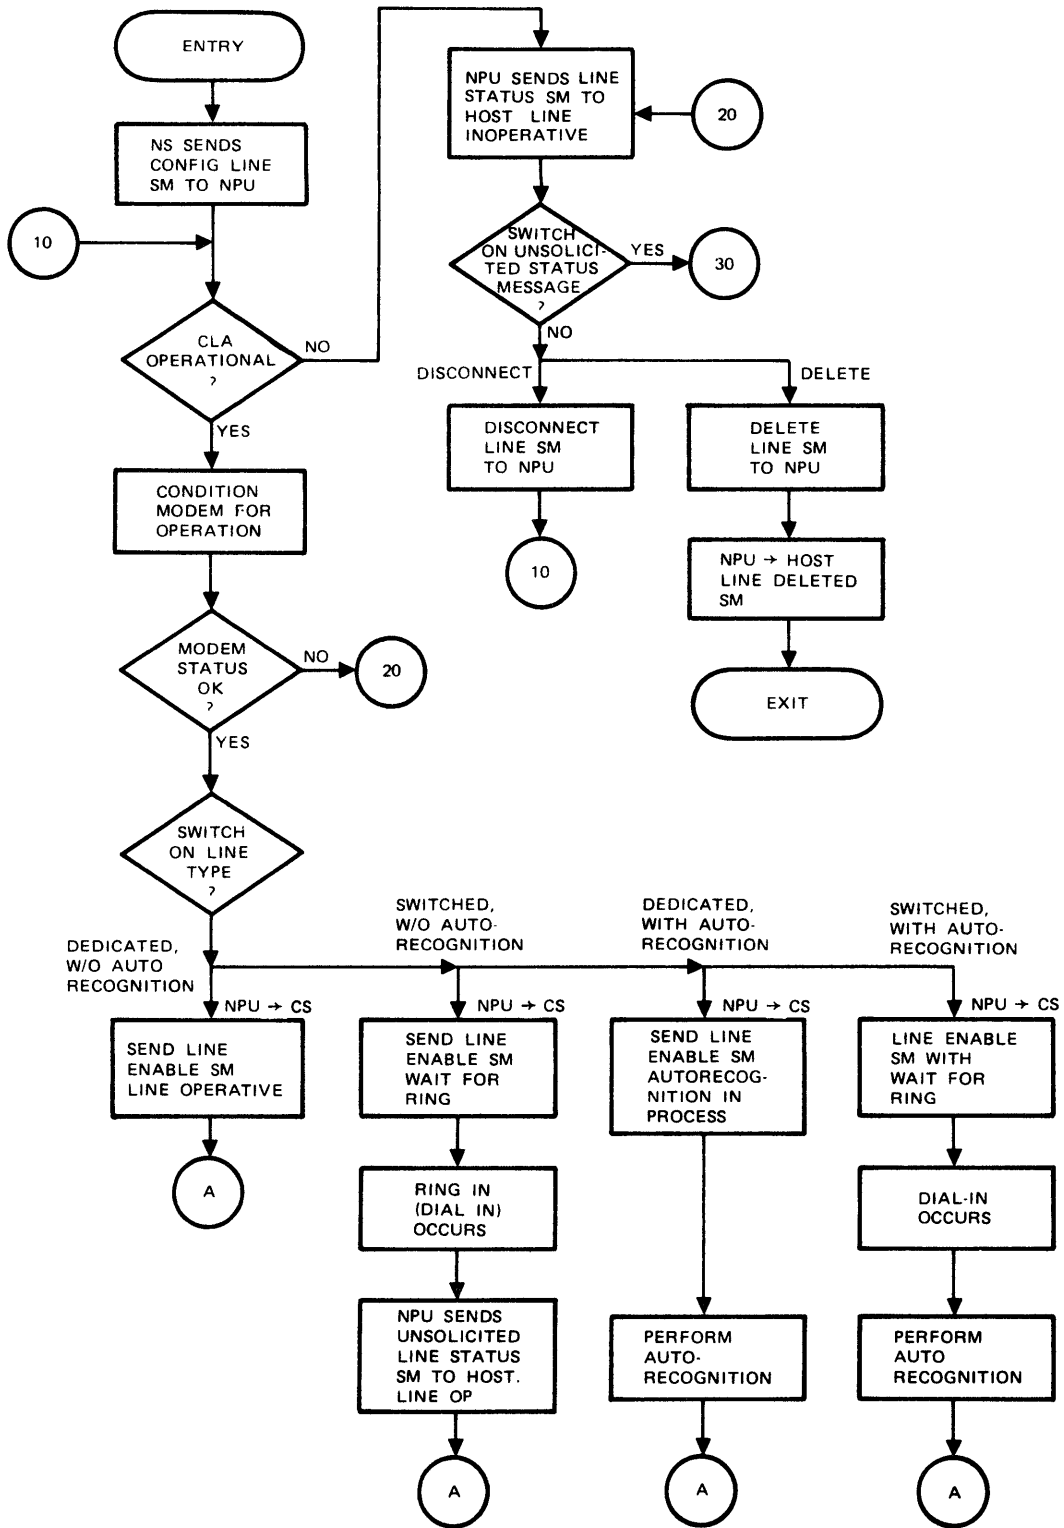 ENTRY
NS SENDS
CONFIG LINE
SM TO NPU
10
CLA
OPERATIONAL
?
NO
YES
CONDITION
MODEM FOR
OPERATION
MODEM
STATUS
OK
?
NO
20
YES
SWITCH
ON LINE
TYPE
?
NPU SENDS LINE
STATUS SM TO
HOST LINE
INOPERATIVE
20
SWITCH
ON UNSOLICI-
TED STATUS
MESSAGE
?
YES
30
NO
DISCONNECT
DELETE
DISCONNECT
LINE SM
TO NPU
10
DELETE
LINE SM
TO NPU
NPU → HOST
LINE DELETED
SM
EXIT
DEDICATED,
W/O AUTO
RECOGNITION
NPU → CS
SEND LINE
ENABLE SM
LINE OPERATIVE
A
SWITCHED,
W/O AUTO-
RECOGNITION
NPU → CS
SEND LINE
ENABLE SM
WAIT FOR
RING
RING IN
(DIAL IN)
OCCURS
NPU SENDS
UNSOLICITED
LINE STATUS
SM TO HOST.
LINE OP
A
DEDICATED,
WITH AUTO-
RECOGNITION
NPU → CS
SEND LINE
ENABLE SM
AUTORECOG-
NITION IN
PROCESS
PERFORM
AUTO-
RECOGNITION
A
SWITCHED,
WITH AUTO-
RECOGNITION
NPU → CS
LINE ENABLE
SM WITH
WAIT FOR
RING
DIAL-IN
OCCURS
PERFORM
AUTO
RECOGNITION
A